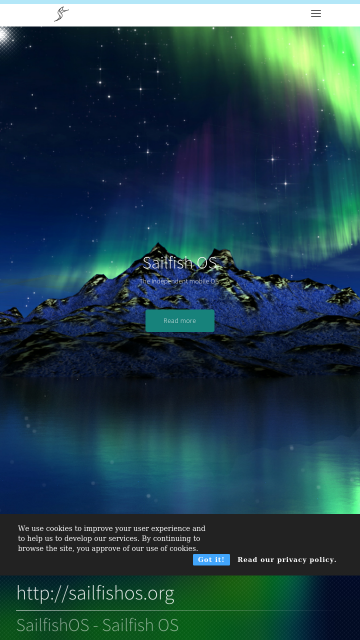 Sailfish OS
The independent mobile OS
Read more
We use cookies to improve your user experience and
to help us to develop our services. By continuing to
browse the site, you approve of our use of cookies.
Got it! Read our privacy policy.
http://sailfishos.org
SailfishOS - Sailfish OS